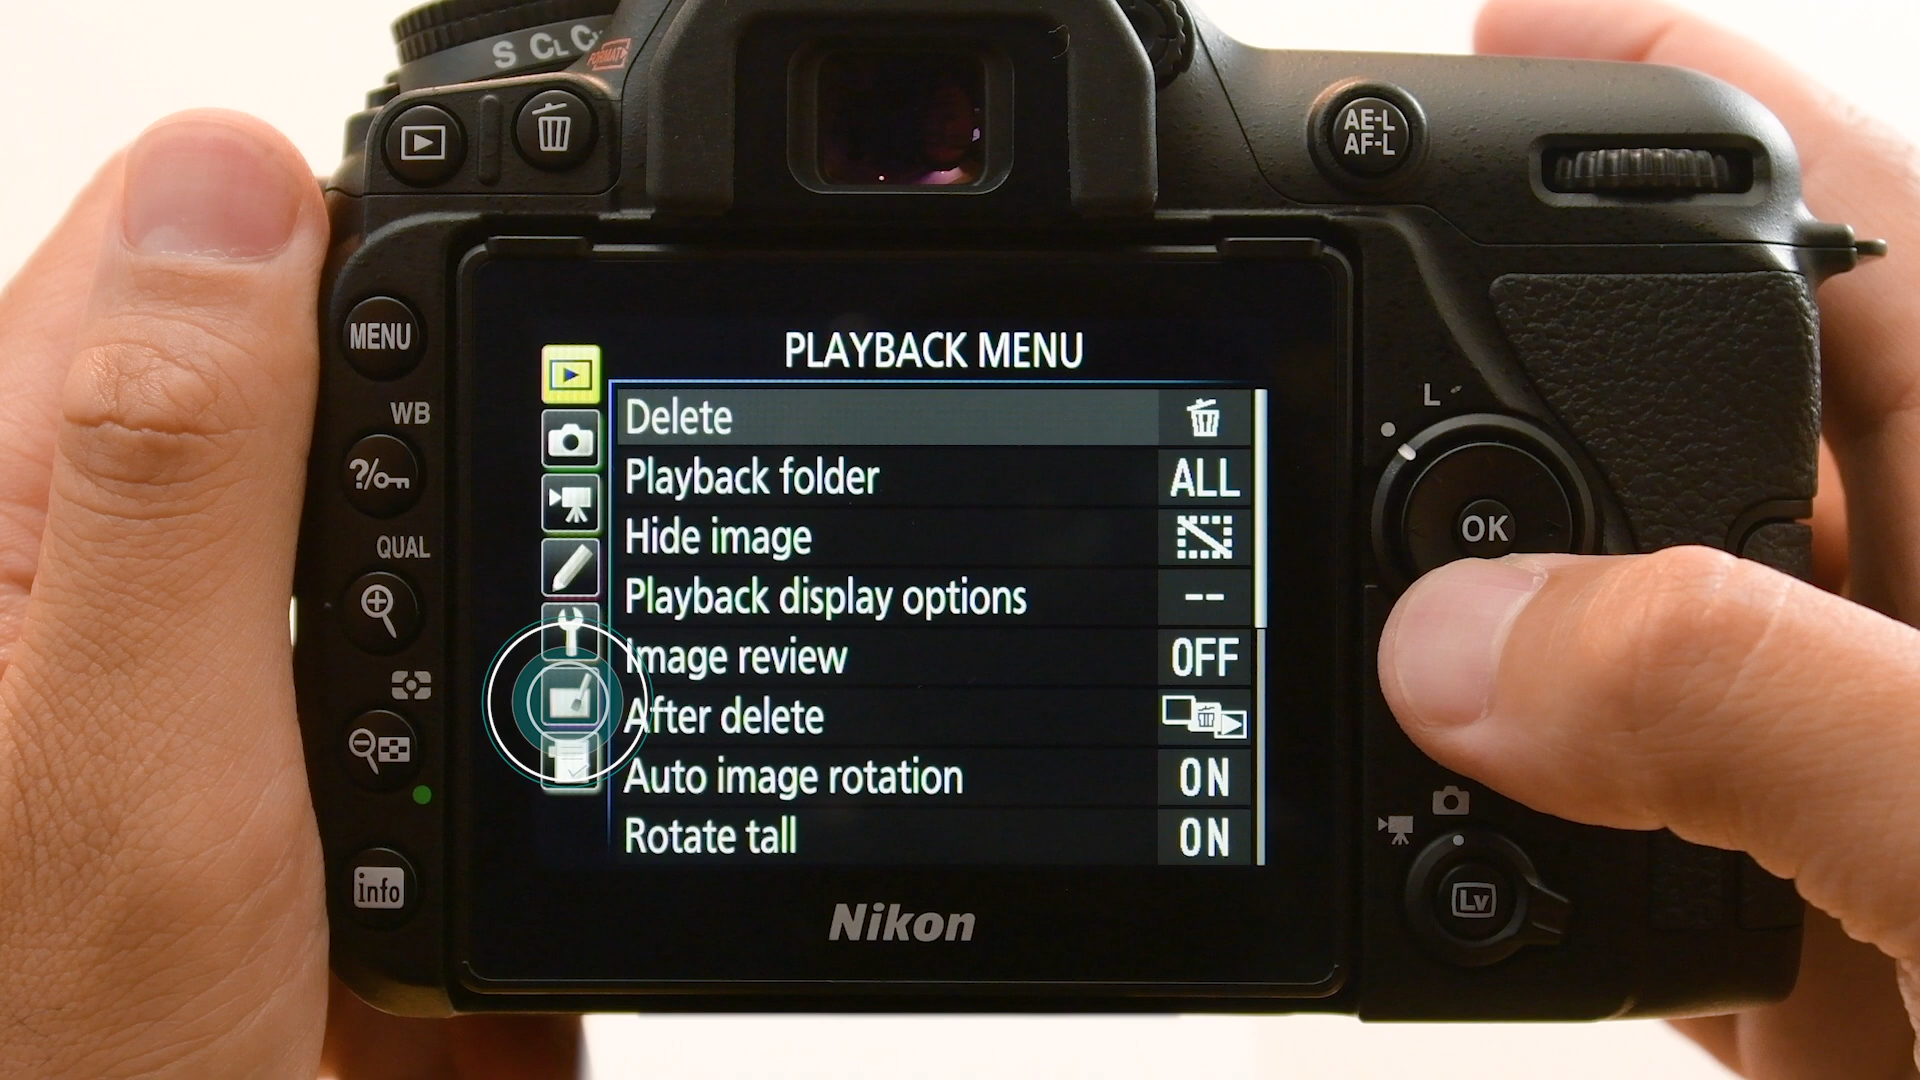 S CL C
FORMAT
AE-L
AF-L
MENU
WB
?
QUAL
info
PLAYBACK MENU
Delete
Playback folder ALL
Hide image
Playback display options --
Image review OFF
After delete
Auto image rotation ON
Rotate tall ON
Nikon
L
OK
Lv